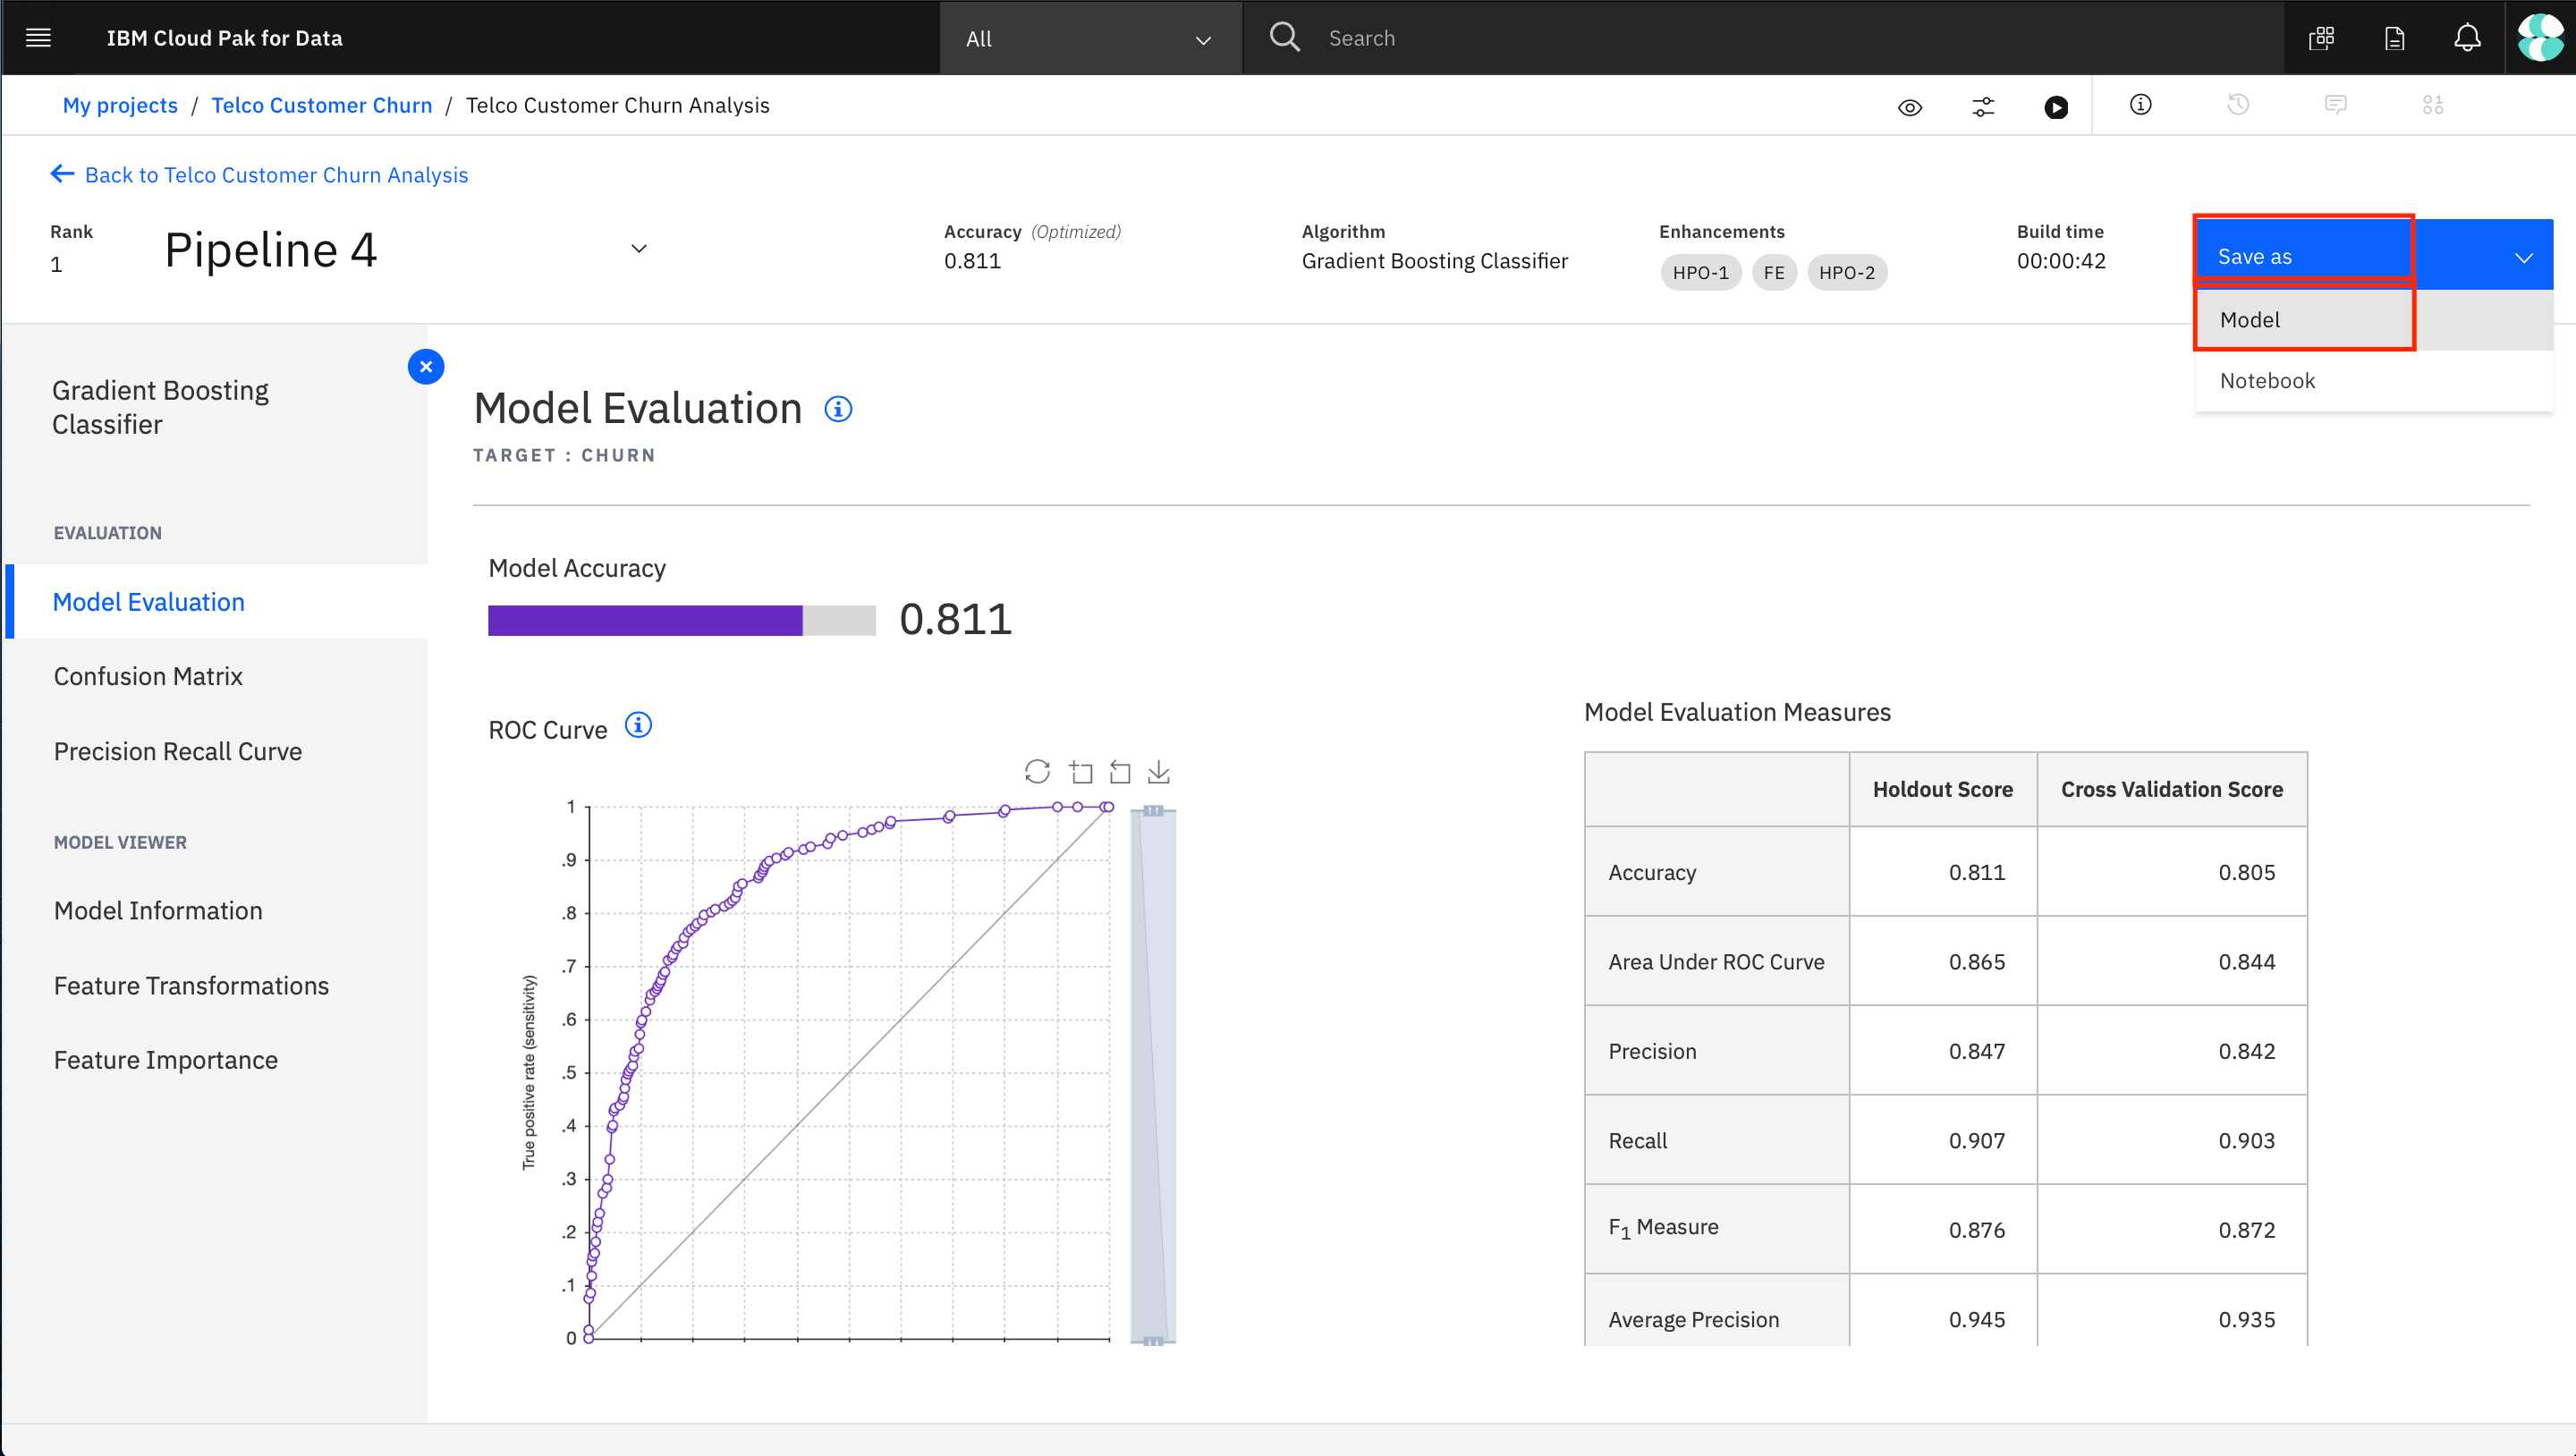 IBM Cloud Pak for Data
All
Search
My projects / Telco Customer Churn / Telco Customer Churn Analysis
Back to Telco Customer Churn Analysis
Rank
1
Pipeline 4
Accuracy (Optimized)
0.811
Algorithm
Gradient Boosting Classifier
Enhancements
HPO-1 FE HPO-2
Build time
00:00:42
Save as
Model
Notebook
Gradient Boosting
Classifier
EVALUATION
Model Evaluation
Confusion Matrix
Precision Recall Curve
MODEL VIEWER
Model Information
Feature Transformations
Feature Importance
Model Evaluation
TARGET : CHURN
Model Accuracy
0.811
ROC Curve
True positive rate (sensitivity)
1
.9
.8
.7
.6
.5
.4
.3
.2
.1
0
Model Evaluation Measures
Holdout Score Cross Validation Score
Accuracy 0.811 0.805
Area Under ROC Curve 0.865 0.844
Precision 0.847 0.842
Recall 0.907 0.903
F1 Measure 0.876 0.872
Average Precision 0.945 0.935